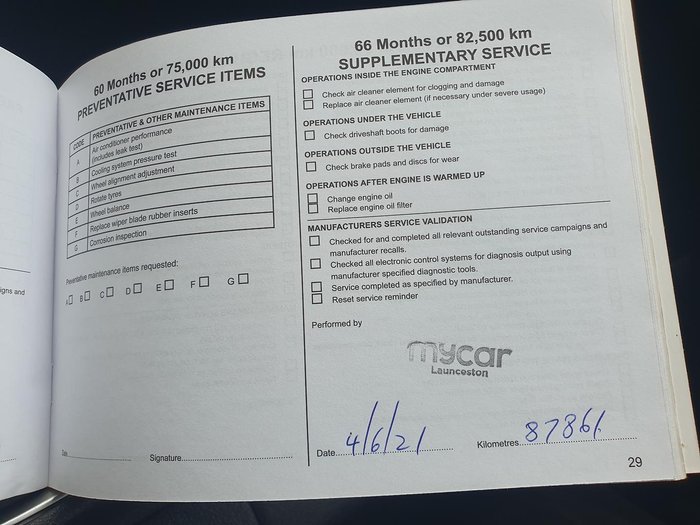 igns and
60 Months or 75,000 km
PREVENTATIVE SERVICE ITEMS
CODE PREVENTATIVE & OTHER MAINTENANCE ITEMS
A Air conditioner performance
(includes leak test)
B Cooling system pressure test
C Wheel alignment adjustment
D Rotate tyres
E Wheel balance
F Replace wiper blade rubber inserts
G Corrosion inspection
Preventative maintenance items requested:
A B C D E F G
Date Signature
66 Months or 82,500 km
SUPPLEMENTARY SERVICE
OPERATIONS INSIDE THE ENGINE COMPARTMENT
Check air cleaner element for clogging and damage
Replace air cleaner element (if necessary under severe usage)
OPERATIONS UNDER THE VEHICLE
Check driveshaft boots for damage
OPERATIONS OUTSIDE THE VEHICLE
Check brake pads and discs for wear
OPERATIONS AFTER ENGINE IS WARMED UP
Change engine oil
Replace engine oil filter
MANUFACTURERS SERVICE VALIDATION
Checked for and completed all relevant outstanding service campaigns and
manufacturer recalls.
Checked all electronic control systems for diagnosis output using
manufacturer specified diagnostic tools.
Service completed as specified by manufacturer.
Reset service reminder
Performed by
mycar
Launceston
Date 4/6/21 Kilometres 87861
29